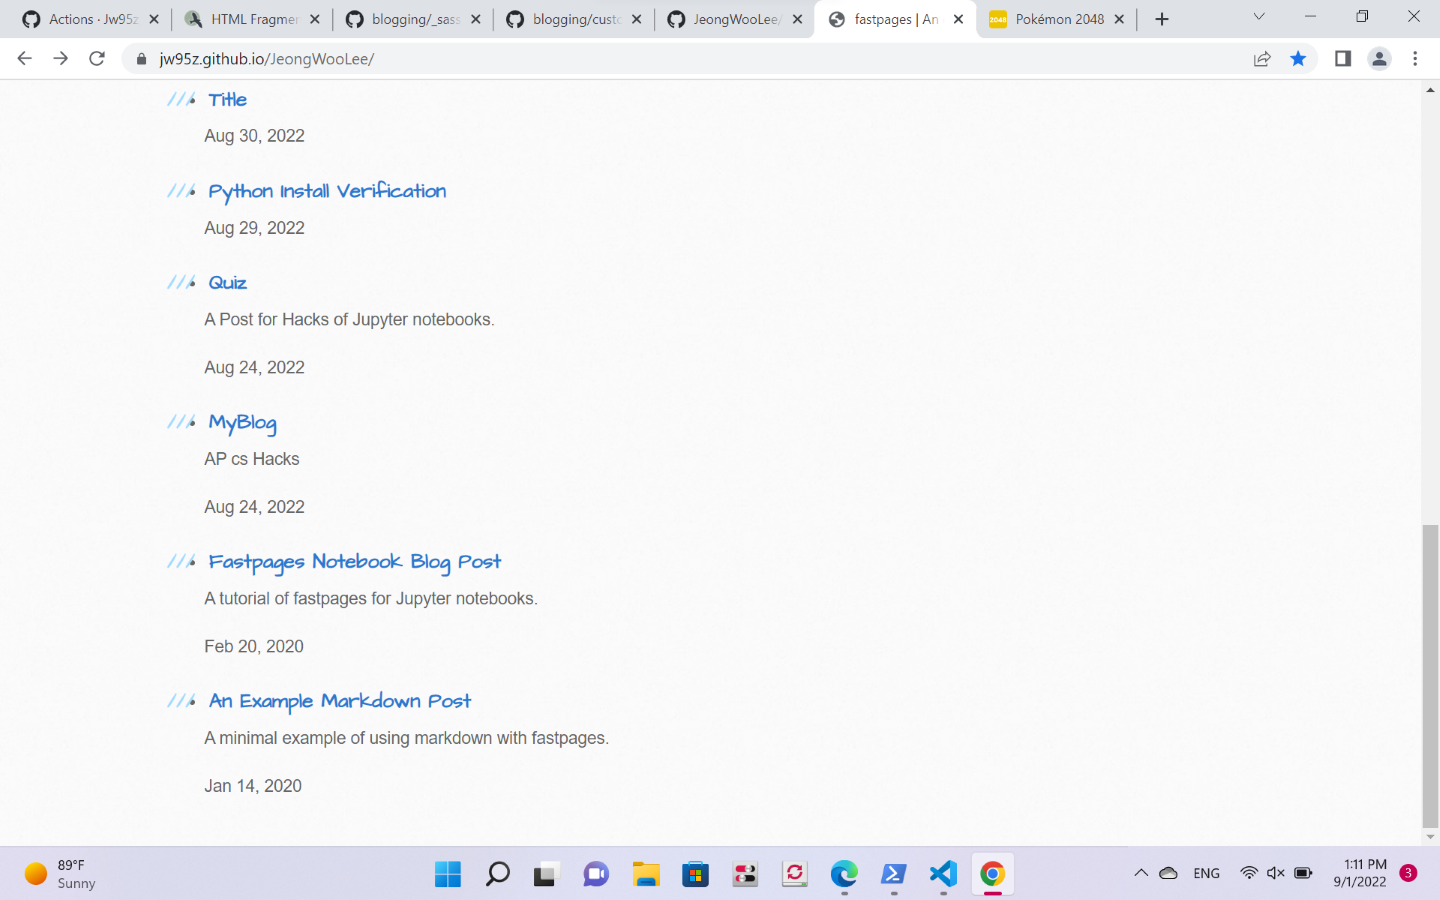 Actions · Jw95z
HTML Fragmen
blogging/_sass
blogging/custo
JeongWooLee/
fastpages | An
Pokémon 2048
jw95z.github.io/JeongWooLee/
Title
Aug 30, 2022
Python Install Verification
Aug 29, 2022
Quiz
A Post for Hacks of Jupyter notebooks.
Aug 24, 2022
MyBlog
AP cs Hacks
Aug 24, 2022
Fastpages Notebook Blog Post
A tutorial of fastpages for Jupyter notebooks.
Feb 20, 2020
An Example Markdown Post
A minimal example of using markdown with fastpages.
Jan 14, 2020
89°F
Sunny
ENG
1:11 PM
9/1/2022
3